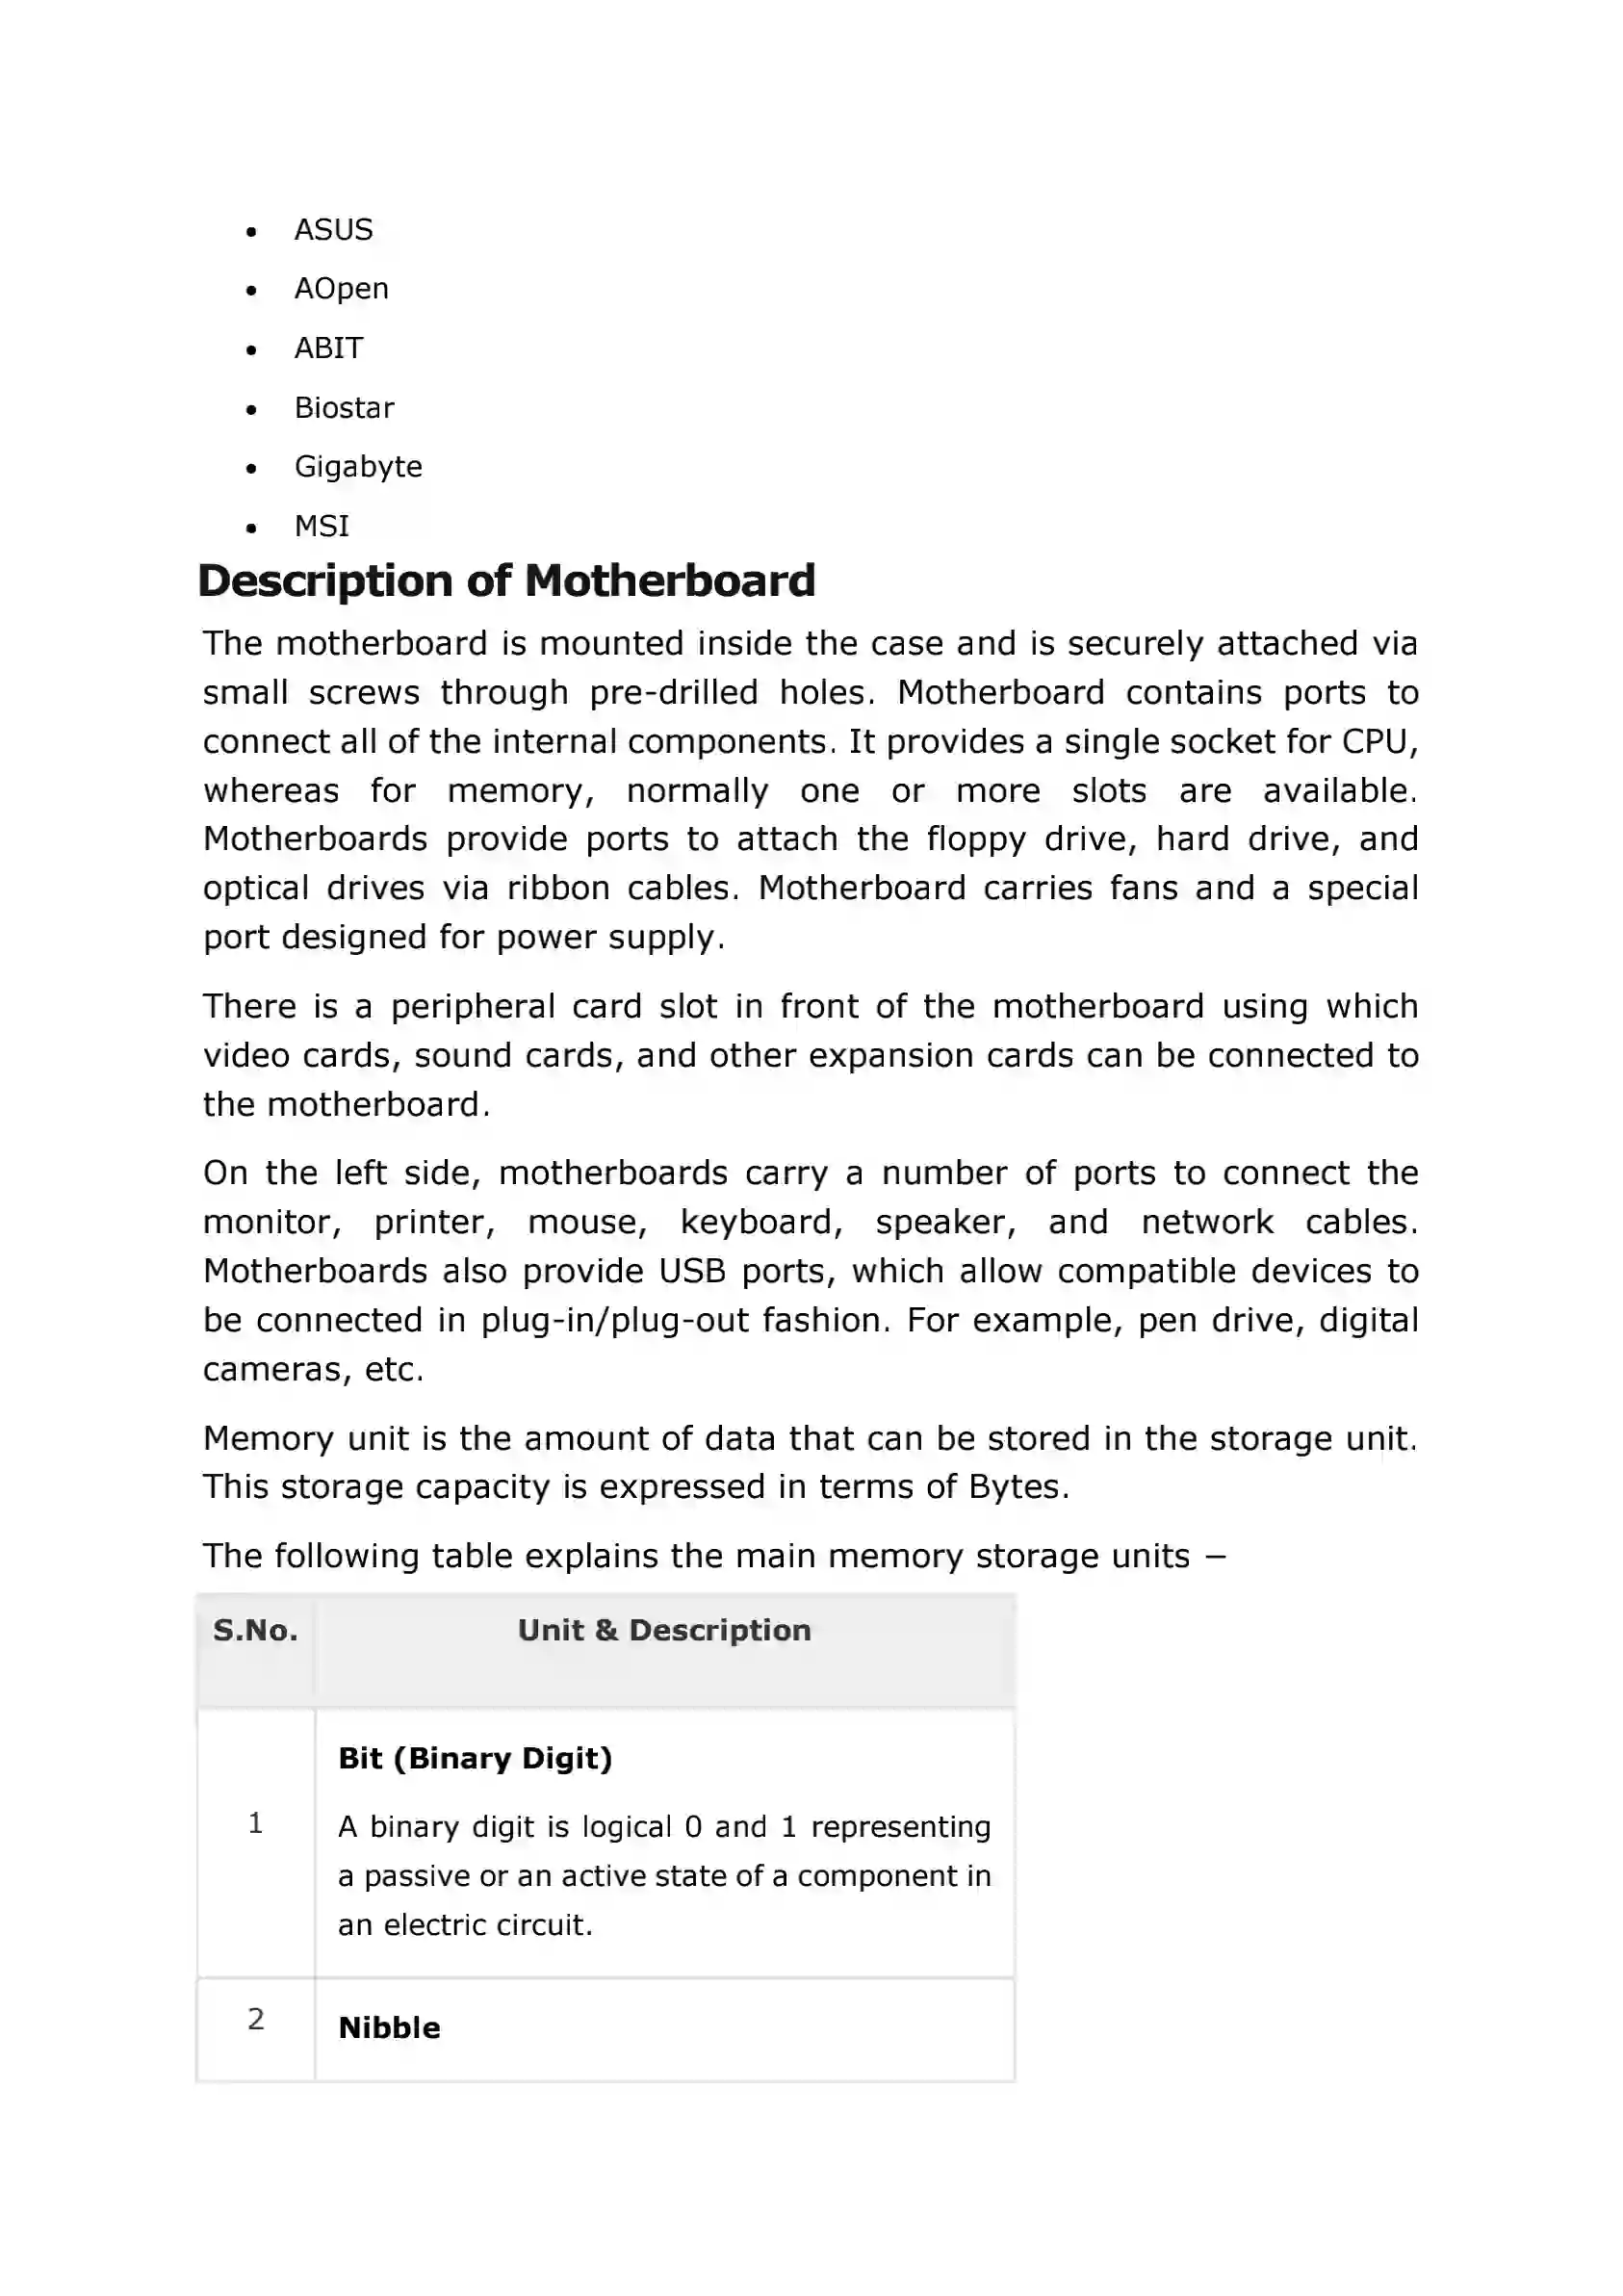 • ASUS
• AOpen
• ABIT
• Biostar
• Gigabyte
• MSI
Description of Motherboard
The motherboard is mounted inside the case and is securely attached via
small screws through pre-drilled holes. Motherboard contains ports to
connect all of the internal components. It provides a single socket for CPU,
whereas for memory, normally one or more slots are available.
Motherboards provide ports to attach the floppy drive, hard drive, and
optical drives via ribbon cables. Motherboard carries fans and a special
port designed for power supply.
There is a peripheral card slot in front of the motherboard using which
video cards, sound cards, and other expansion cards can be connected to
the motherboard.
On the left side, motherboards carry a number of ports to connect the
monitor, printer, mouse, keyboard, speaker, and network cables.
Motherboards also provide USB ports, which allow compatible devices to
be connected in plug-in/plug-out fashion. For example, pen drive, digital
cameras, etc.
Memory unit is the amount of data that can be stored in the storage unit.
This storage capacity is expressed in terms of Bytes.
The following table explains the main memory storage units −
S.No. Unit & Description
Bit (Binary Digit)
1 A binary digit is logical 0 and 1 representing
a passive or an active state of a component in
an electric circuit.
2 Nibble